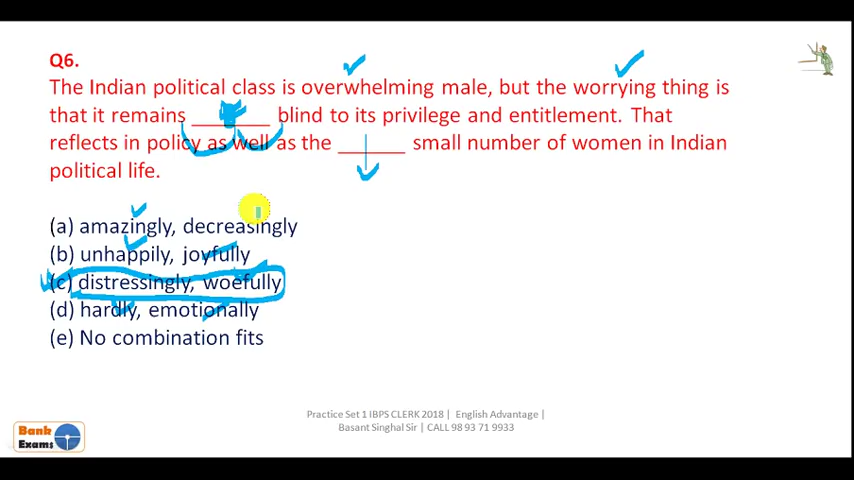 Q6.
The Indian political class is overwhelming male, but the worrying thing is
that it remains ________ blind to its privilege and entitlement. That
reflects in policy as well as the ______ small number of women in Indian
political life.
(a) amazingly, decreasingly
(b) unhappily, joyfully
(c) distressingly, woefully
(d) hardly, emotionally
(e) No combination fits
Practice Set 1 IBPS CLERK 2018 | English Advantage |
Basant Singhal Sir | CALL 98 93 71 9933
Bank
Exams